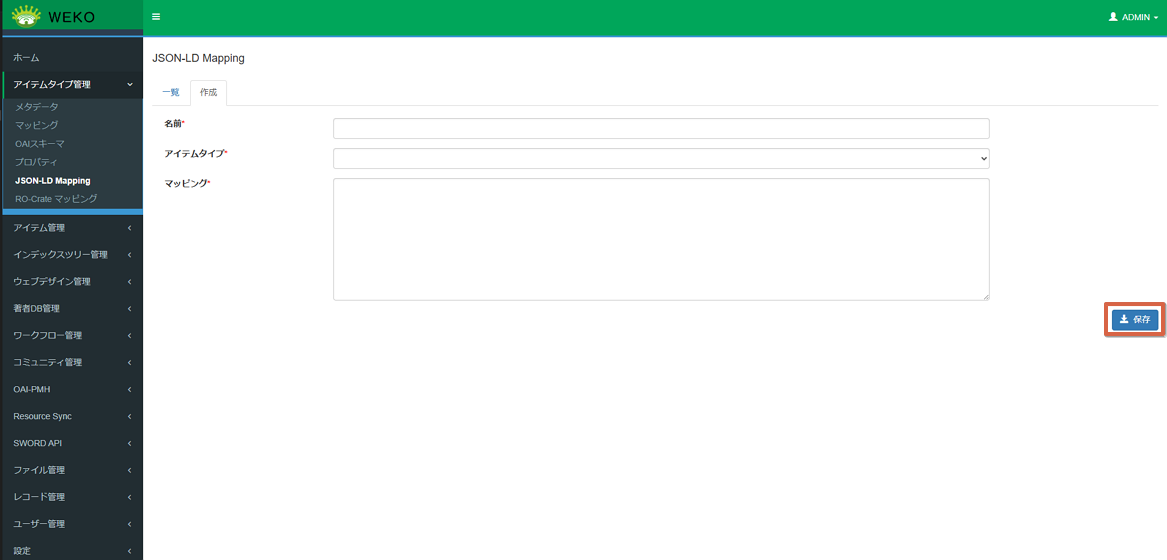 WEKO
ADMIN
ホーム
アイテムタイプ管理
メタデータ
マッピング
OAIスキーマ
プロパティ
JSON-LD Mapping
RO-Crate マッピング
アイテム管理
インデックスツリー管理
ウェブデザイン管理
著者DB管理
ワークフロー管理
コミュニティ管理
OAI-PMH
Resource Sync
SWORD API
ファイル管理
レコード管理
ユーザー管理
設定
JSON-LD Mapping
一覧 作成
名前*
アイテムタイプ*
マッピング*
保存